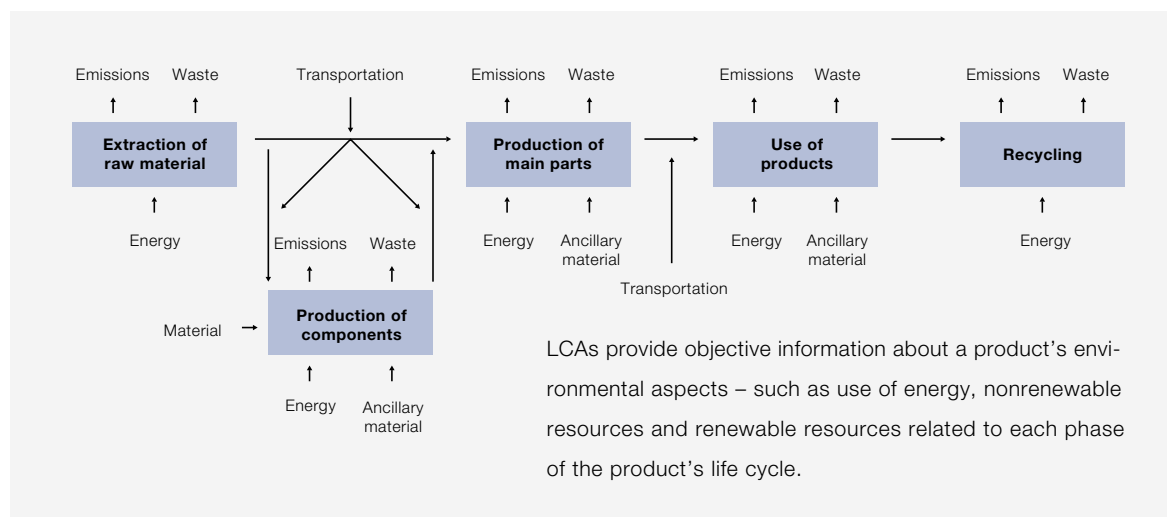 Emissions Waste Transportation Emissions Waste Emissions Waste Emissions Waste
Extraction of
raw material
Production of
main parts
Use of
products
Recycling
Energy
Emissions Waste
Energy Ancillary
material
Energy Ancillary
material
Energy
Transportation
Material
Production of
components
Energy Ancillary
material
LCAs provide objective information about a product’s envi-
ronmental aspects – such as use of energy, nonrenewable
resources and renewable resources related to each phase
of the product’s life cycle.